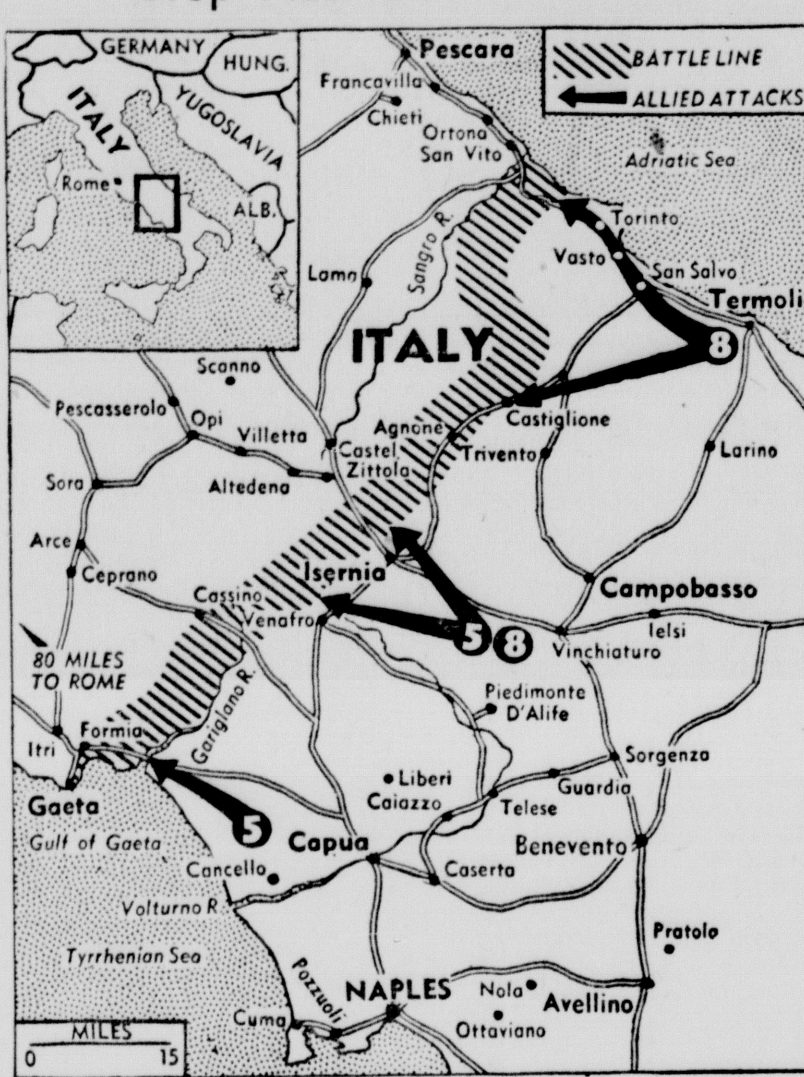 GERMANY
HUNG.
ITALY
YUGOSLAVIA
Rome
ALB.
BATTLE LINE
ALLIED ATTACKS
Pescara
Francavilla
Chieti
Ortona
San Vito
Adriatic Sea
Torinto
Vasto
San Salvo
Termoli
Sangro R.
Lama
ITALY
8
Scanno
Pescasserolo
Opi
Villetta
Altedena
Castel
Zittola
Agnone
Castiglione
Trivento
Larino
Sora
Arce
Ceprano
Isernia
Cassino
Venafro
Campobasso
Ielsi
Vinchiaturo
5 8
80 MILES
TO ROME
Piedimonte
D'Alife
Formia
Garigliano R.
Itri
Gaeta
Gulf of Gaeta
5
Liberi
Caiazzo
Sorgenza
Guardia
Telese
Capua
Benevento
Cancello
Caserta
Volturno R.
Pratola
Tyrrhenian Sea
Pozzuoli
NAPLES
Nola
Avellino
Cuma
Ottaviano
MILES
0 15